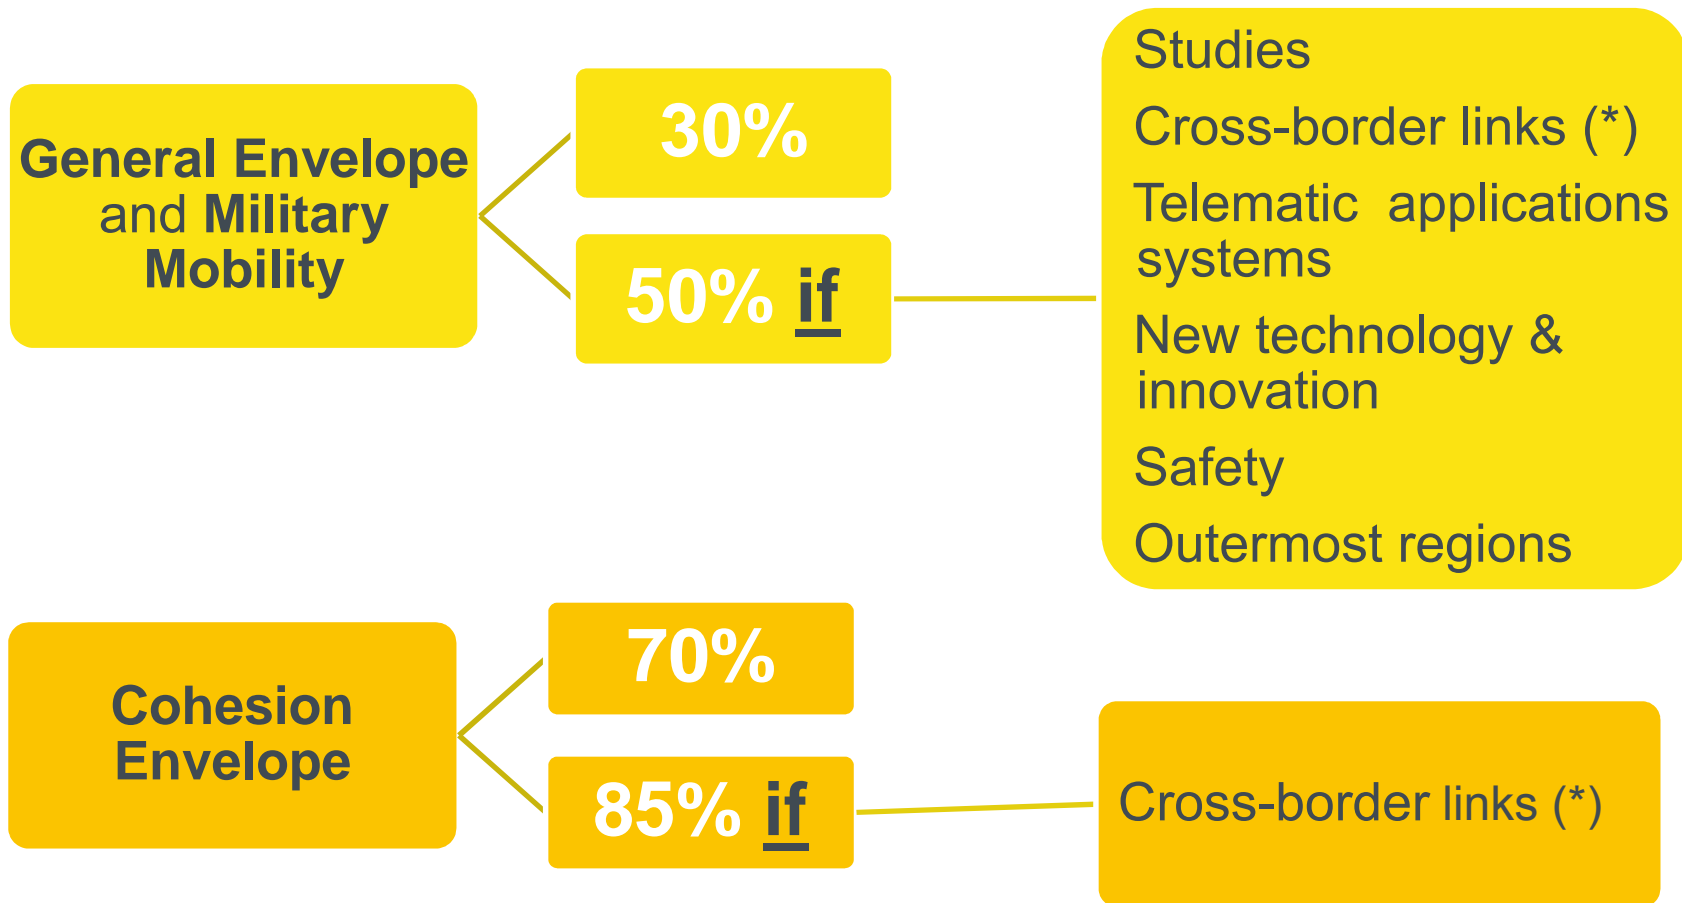 General Envelope
and Military
Mobility
30%
50% if
Studies
Cross-border links (*)
Telematic applications
systems
New technology &
innovation
Safety
Outermost regions
Cohesion
Envelope
70%
85% if
Cross-border links (*)